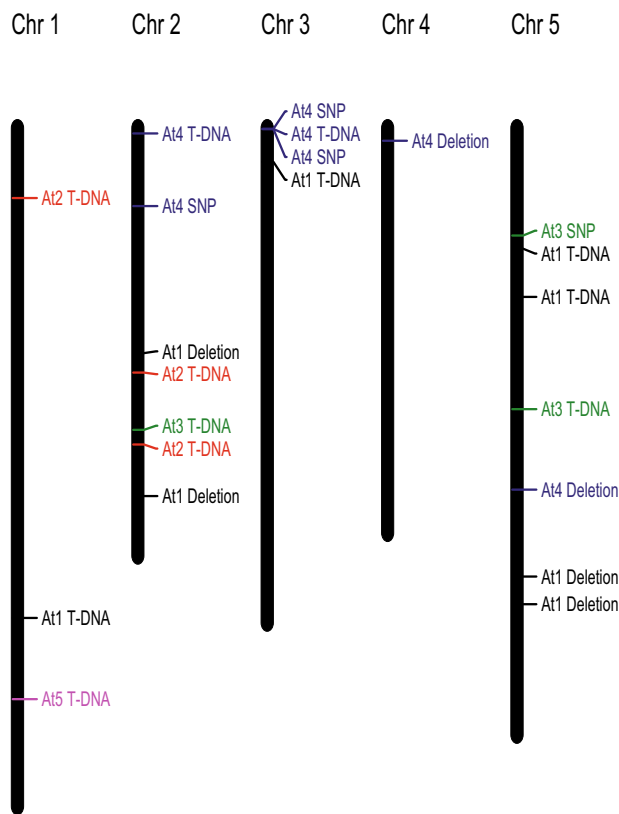 Chr 1
Chr 2
Chr 3
Chr 4
Chr 5
At2 T-DNA
At1 T-DNA
At5 T-DNA
At4 T-DNA
At4 SNP
At1 Deletion
At2 T-DNA
At3 T-DNA
At2 T-DNA
At1 Deletion
At4 SNP
At4 T-DNA
At4 SNP
At1 T-DNA
At4 Deletion
At3 SNP
At1 T-DNA
At1 T-DNA
At3 T-DNA
At4 Deletion
At1 Deletion
At1 Deletion